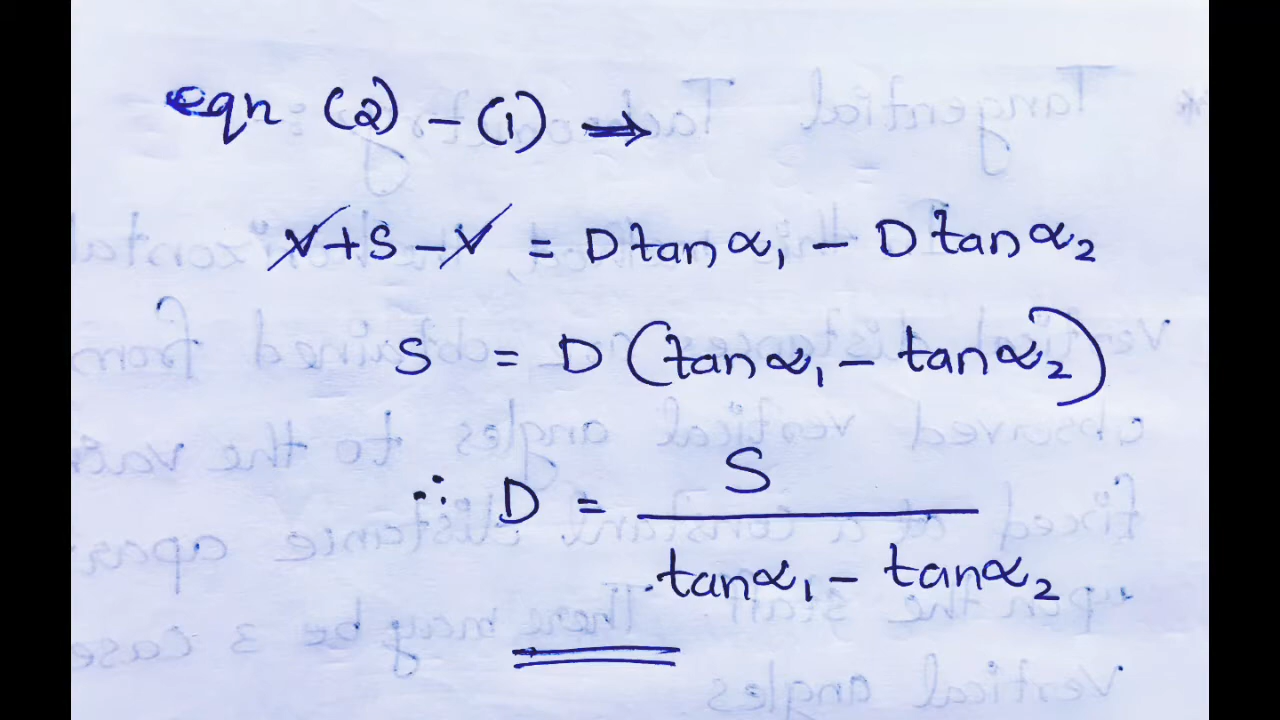 eqn (2) - (1) →
V + S - V = D tan α₁ - D tan α₂
S = D (tan α₁ - tan α₂)
∴ D = S / (tan α₁ - tan α₂)